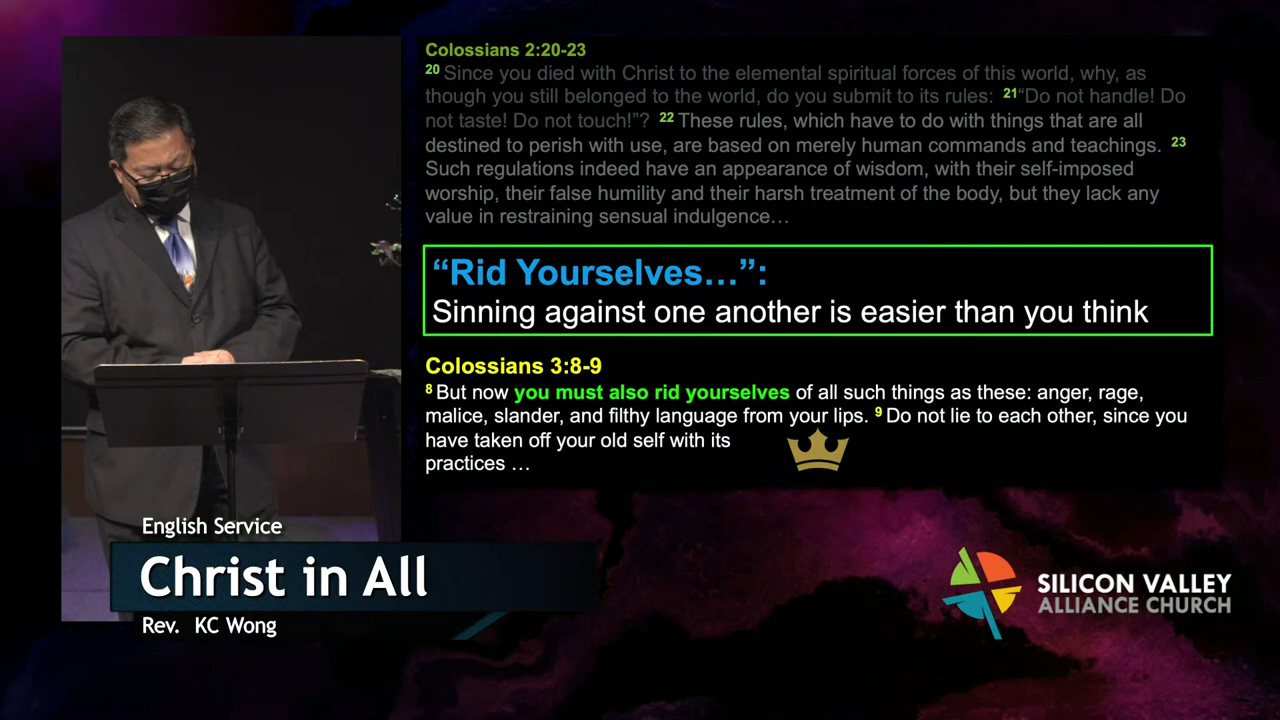 Colossians 2:20-23
20 Since you died with Christ to the elemental spiritual forces of this world, why, as
though you still belonged to the world, do you submit to its rules: 21 “Do not handle! Do
not taste! Do not touch!”? 22 These rules, which have to do with things that are all
destined to perish with use, are based on merely human commands and teachings. 23
Such regulations indeed have an appearance of wisdom, with their self-imposed
worship, their false humility and their harsh treatment of the body, but they lack any
value in restraining sensual indulgence…
“Rid Yourselves…”:
Sinning against one another is easier than you think
Colossians 3:8-9
8 But now you must also rid yourselves of all such things as these: anger, rage,
malice, slander, and filthy language from your lips. 9 Do not lie to each other, since you
have taken off your old self with its
practices …
English Service
Christ in All
Rev. KC Wong
SILICON VALLEY
ALLIANCE CHURCH